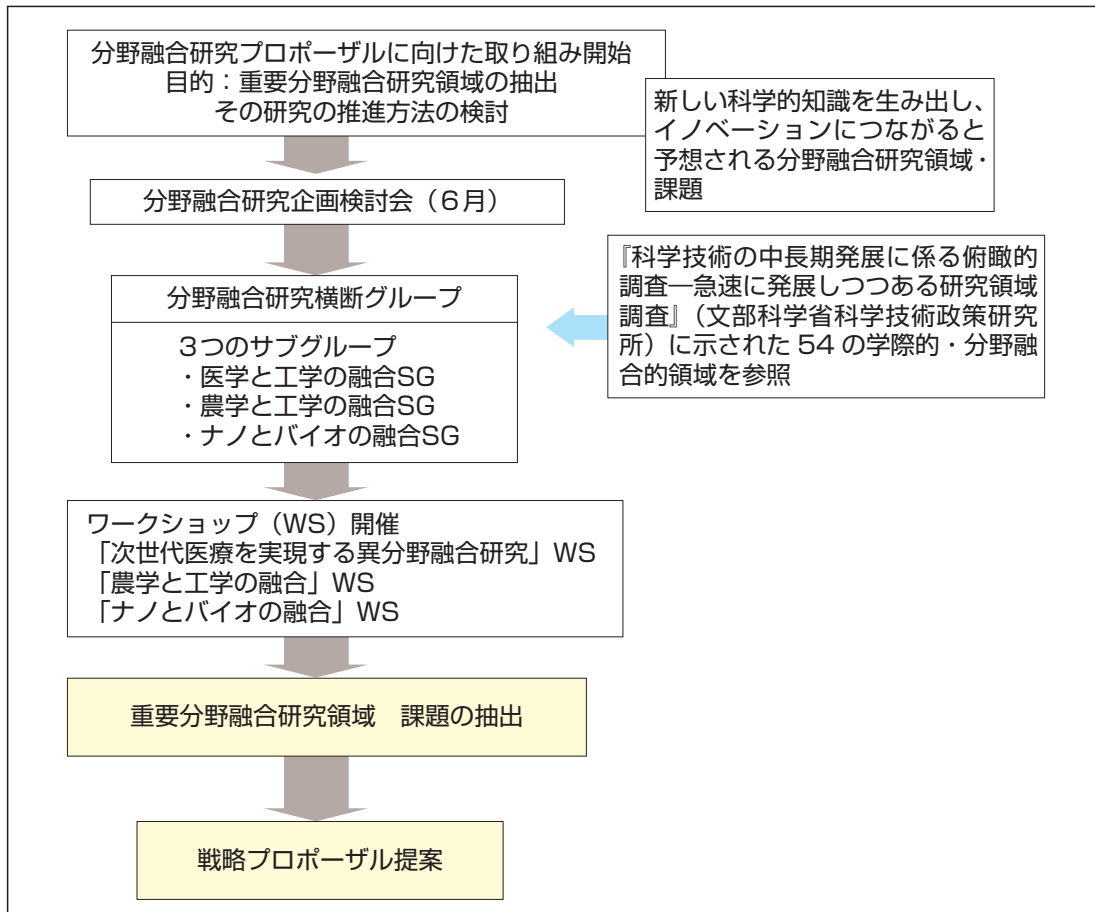 分野融合研究プロポーザルに向けた取り組み開始
目的：重要分野融合研究領域の抽出
その研究の推進方法の検討
新しい科学的知識を生み出し、
イノベーションにつながると
予想される分野融合研究領域・
課題
分野融合研究企画検討会（６月）
分野融合研究横断グループ
３つのサブグループ
・医学と工学の融合SG
・農学と工学の融合SG
・ナノとバイオの融合SG
『科学技術の中長期発展に係る俯瞰的
調査―急速に発展しつつある研究領域
調査』（文部科学省科学技術政策研究
所）に示された 54 の学際的・分野融
合的領域を参照
ワークショップ（WS）開催
「次世代医療を実現する異分野融合研究」WS
「農学と工学の融合」WS
「ナノとバイオの融合」WS
重要分野融合研究領域　課題の抽出
戦略プロポーザル提案